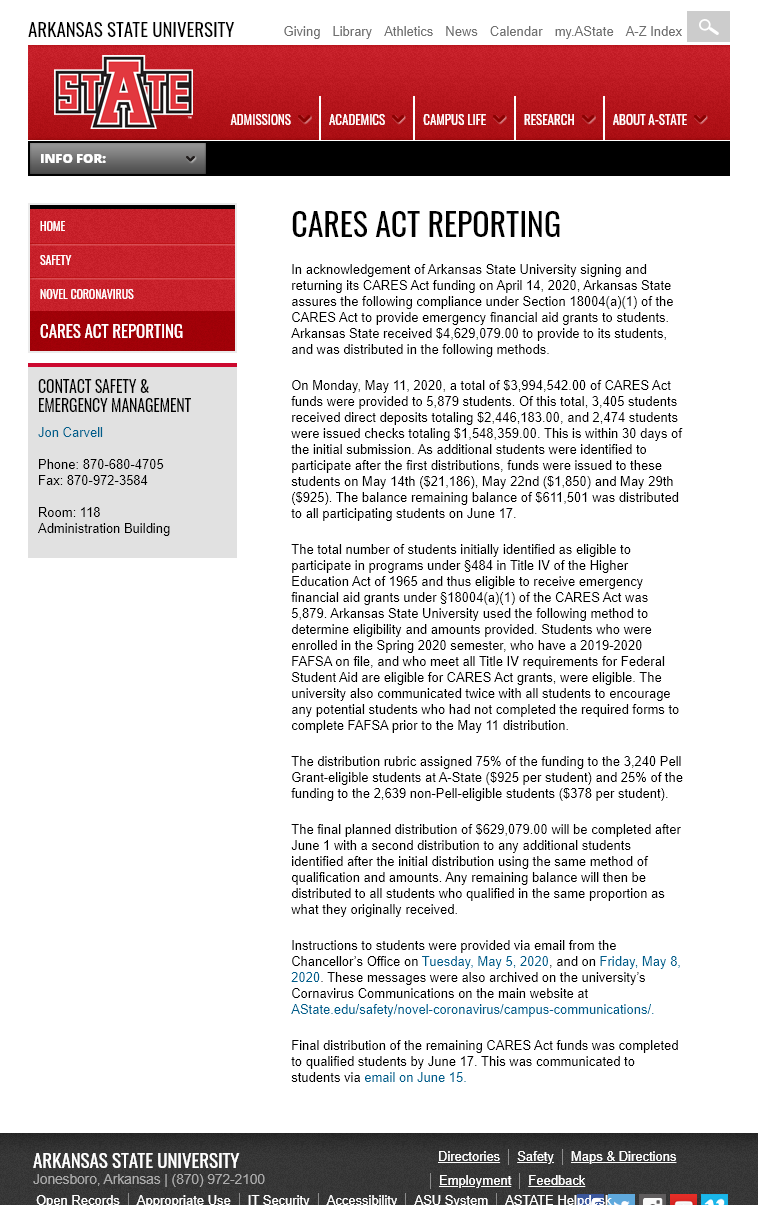 ARKANSAS STATE UNIVERSITY
Giving Library Athletics News Calendar my.AState A-Z Index
STATE
ADMISSIONS ACADEMICS CAMPUS LIFE RESEARCH ABOUT A-STATE
INFO FOR:
HOME
SAFETY
NOVEL CORONAVIRUS
CARES ACT REPORTING
CONTACT SAFETY &
EMERGENCY MANAGEMENT
Jon Carvell
Phone: 870-680-4705
Fax: 870-972-3584
Room: 118
Administration Building
CARES ACT REPORTING
In acknowledgement of Arkansas State University signing and
returning its CARES Act funding on April 14, 2020, Arkansas State
assures the following compliance under Section 18004(a)(1) of the
CARES Act to provide emergency financial aid grants to students.
Arkansas State received $4,629,079.00 to provide to its students,
and was distributed in the following methods.
On Monday, May 11, 2020, a total of $3,994,542.00 of CARES Act
funds were provided to 5,879 students. Of this total, 3,405 students
received direct deposits totaling $2,446,183.00, and 2,474 students
were issued checks totaling $1,548,359.00. This is within 30 days of
the initial submission. As additional students were identified to
participate after the first distributions, funds were issued to these
students on May 14th ($21,186), May 22nd ($1,850) and May 29th
($925). The balance remaining balance of $611,501 was distributed
to all participating students on June 17.
The total number of students initially identified as eligible to
participate in programs under §484 in Title IV of the Higher
Education Act of 1965 and thus eligible to receive emergency
financial aid grants under §18004(a)(1) of the CARES Act was
5,879. Arkansas State University used the following method to
determine eligibility and amounts provided. Students who were
enrolled in the Spring 2020 semester, who have a 2019-2020
FAFSA on file, and who meet all Title IV requirements for Federal
Student Aid are eligible for CARES Act grants, were eligible. The
university also communicated twice with all students to encourage
any potential students who had not completed the required forms to
complete FAFSA prior to the May 11 distribution.
The distribution rubric assigned 75% of the funding to the 3,240 Pell
Grant-eligible students at A-State ($925 per student) and 25% of the
funding to the 2,639 non-Pell-eligible students ($378 per student).
The final planned distribution of $629,079.00 will be completed after
June 1 with a second distribution to any additional students
identified after the initial distribution using the same method of
qualification and amounts. Any remaining balance will then be
distributed to all students who qualified in the same proportion as
what they originally received.
Instructions to students were provided via email from the
Chancellor's Office on Tuesday, May 5, 2020, and on Friday, May 8,
2020. These messages were also archived on the university's
Cornavirus Communications on the main website at
AState.edu/safety/novel-coronavirus/campus-communications/.
Final distribution of the remaining CARES Act funds was completed
to qualified students by June 17. This was communicated to
students via email on June 15.
ARKANSAS STATE UNIVERSITY
Jonesboro, Arkansas | (870) 972-2100
Directories Safety Maps & Directions
Employment Feedback
Open Records Appropriate Use IT Security Accessibility ASU System ASTATE Helpdesk